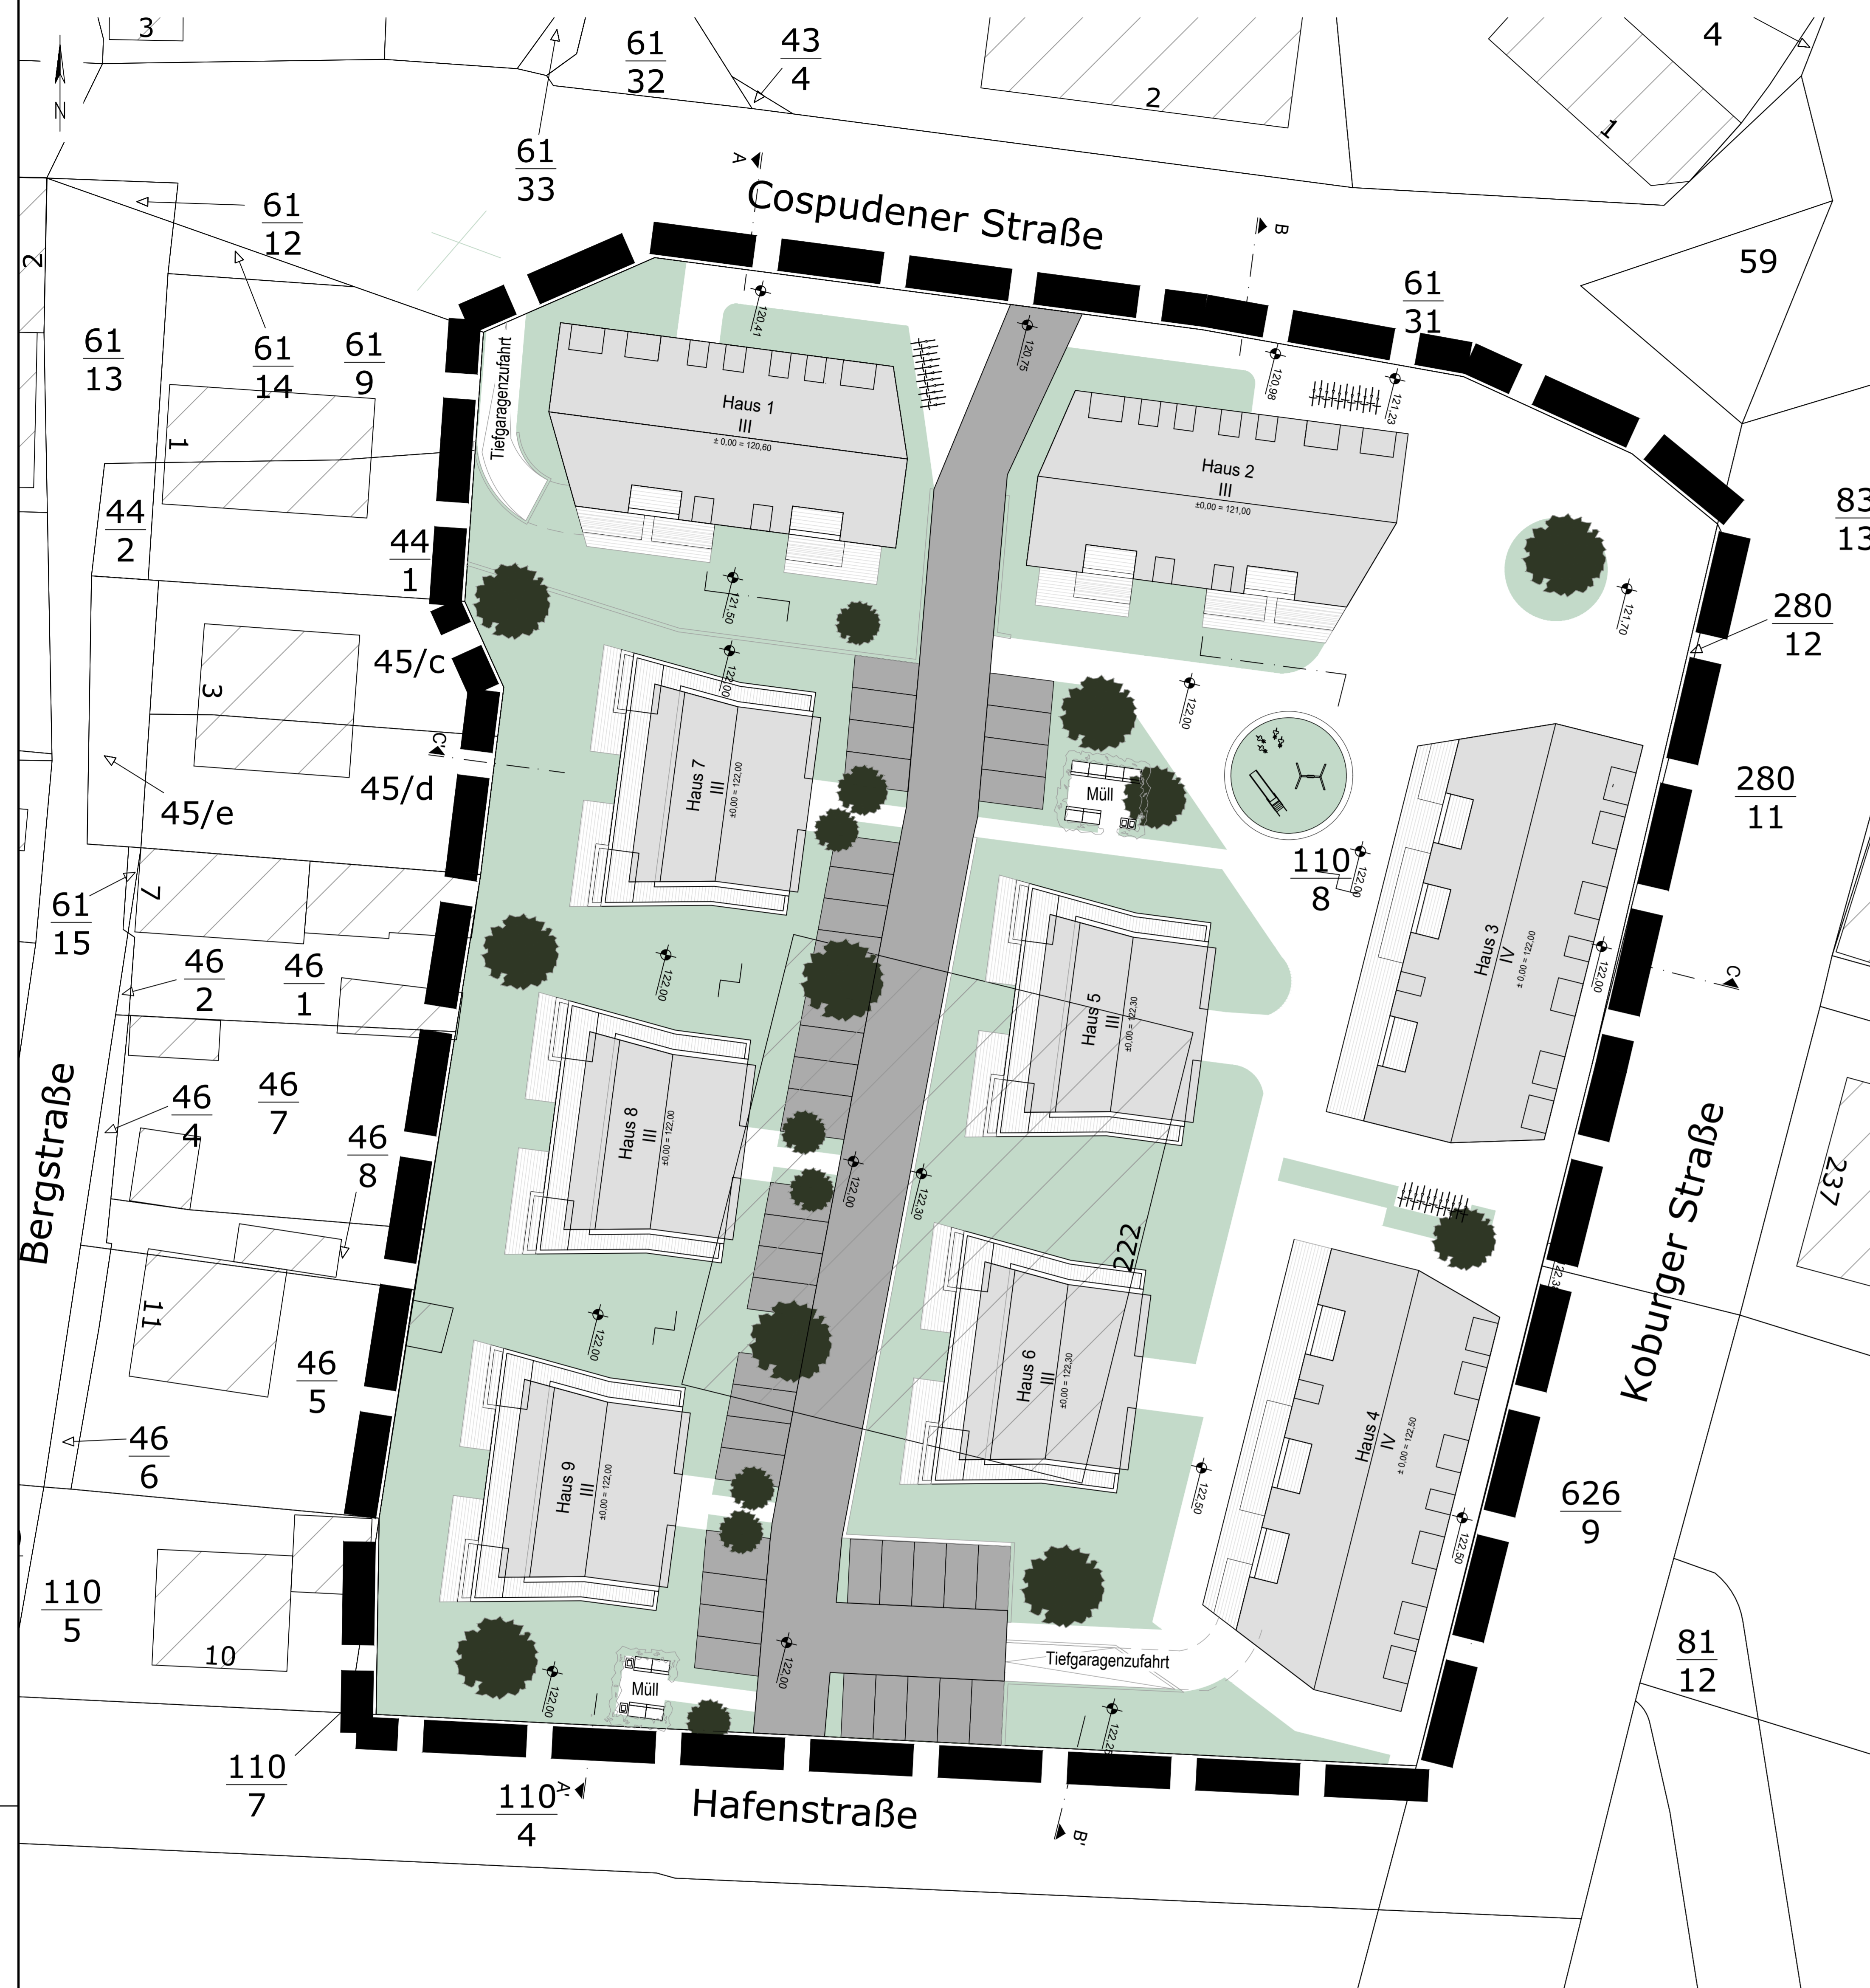 3
N
61
32
43
4
2
4
1
61
33
A
Cospudener Straße
B
61
12
2
59
61
31
61
13
61
14
61
9
1
Tiefgaragenzufahrt
120,41
120,75
120,98
121,23
Haus 1
III
± 0,00 = 120,60
Haus 2
III
±0,00 = 121,00
44
2
44
1
83
13
121,50
121,70
280
12
45/c
3
122,00
122,00
C'
45/d
45/e
Haus 7
III
±0,00 = 122,00
Müll
280
11
110
8
122,00
7
61
15
46
2
46
1
122,00
Haus 5
III
±0,00 = 122,30
Haus 3
IV
± 0,00 = 122,00
122,00
C
Bergstraße
46
4
46
7
46
8
Haus 8
III
±0,00 = 122,00
122,00
122,30
237
Koburger Straße
222
11
122,00
46
5
46
6
Haus 6
III
±0,00 = 122,30
Haus 4
IV
± 0,00 = 122,50
Haus 9
III
±0,00 = 122,00
122,50
122,50
626
9
110
5
10
122,00
122,00
Müll
Tiefgaragenzufahrt
81
12
122,25
110
7
110
4
A'
Hafenstraße
B'